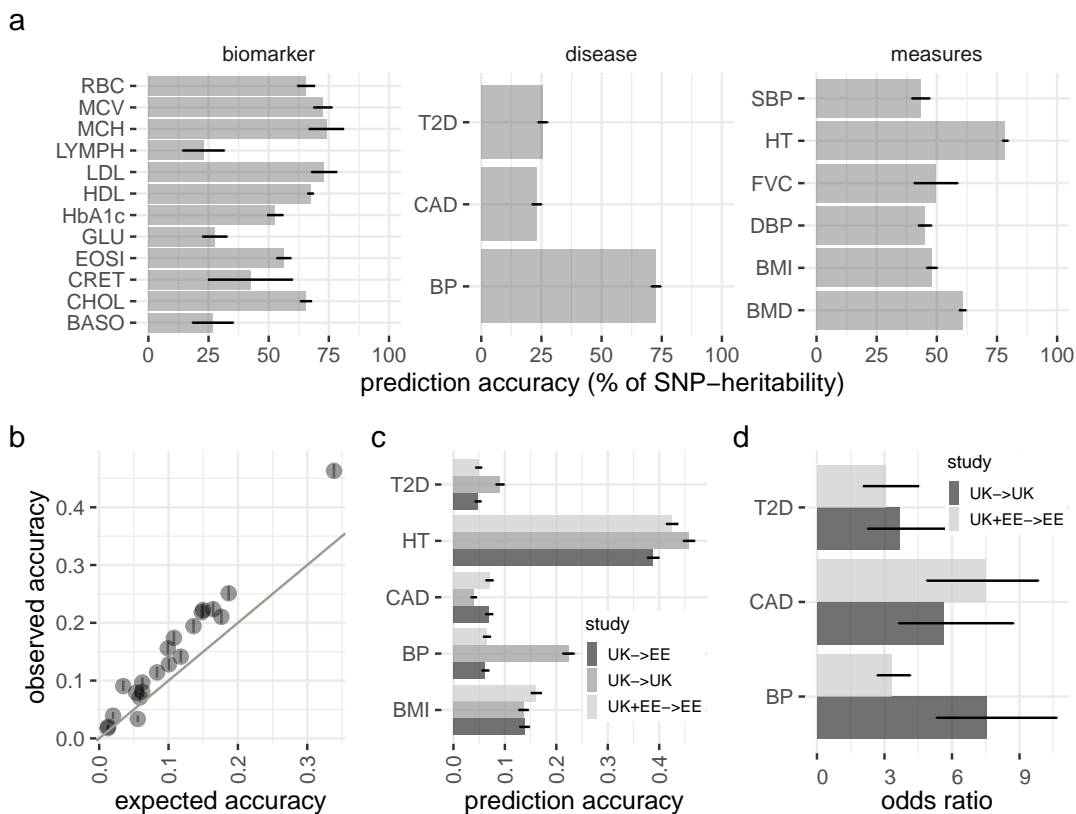 a
biomarker
disease
measures
RBC
MCV
MCH
LYMPH
LDL
HDL
HbA1c
GLU
EOSI
CRET
CHOL
BASO
0 25 50 75 100
T2D
CAD
BP
0 25 50 75 100
SBP
HT
FVC
DBP
BMI
BMD
0 25 50 75 100
prediction accuracy (% of SNP−heritability)
b
observed accuracy
0.4
0.3
0.2
0.1
0.0
0.0 0.1 0.2 0.3
expected accuracy
c
T2D
HT
CAD
BP
BMI
study
UK−>EE
UK−>UK
UK+EE−>EE
0.0 0.1 0.2 0.3 0.4
prediction accuracy
d
T2D
CAD
BP
study
UK−>UK
UK+EE−>EE
0 3 6 9
odds ratio